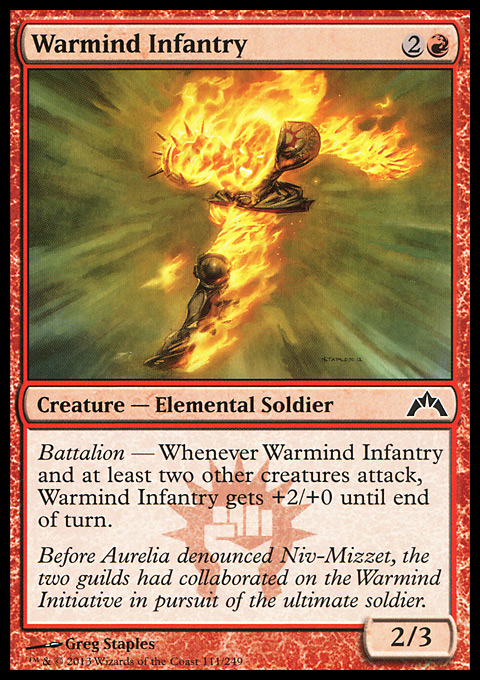 Warmind Infantry 2
STAPLES 12
Creature — Elemental Soldier
Battalion — Whenever Warmind Infantry
and at least two other creatures attack,
Warmind Infantry gets +2/+0 until end
of turn.
Before Aurelia denounced Niv-Mizzet, the
two guilds had collaborated on the Warmind
Initiative in pursuit of the ultimate soldier.
2/3
Greg Staples
™ & © 2013 Wizards of the Coast 111/249